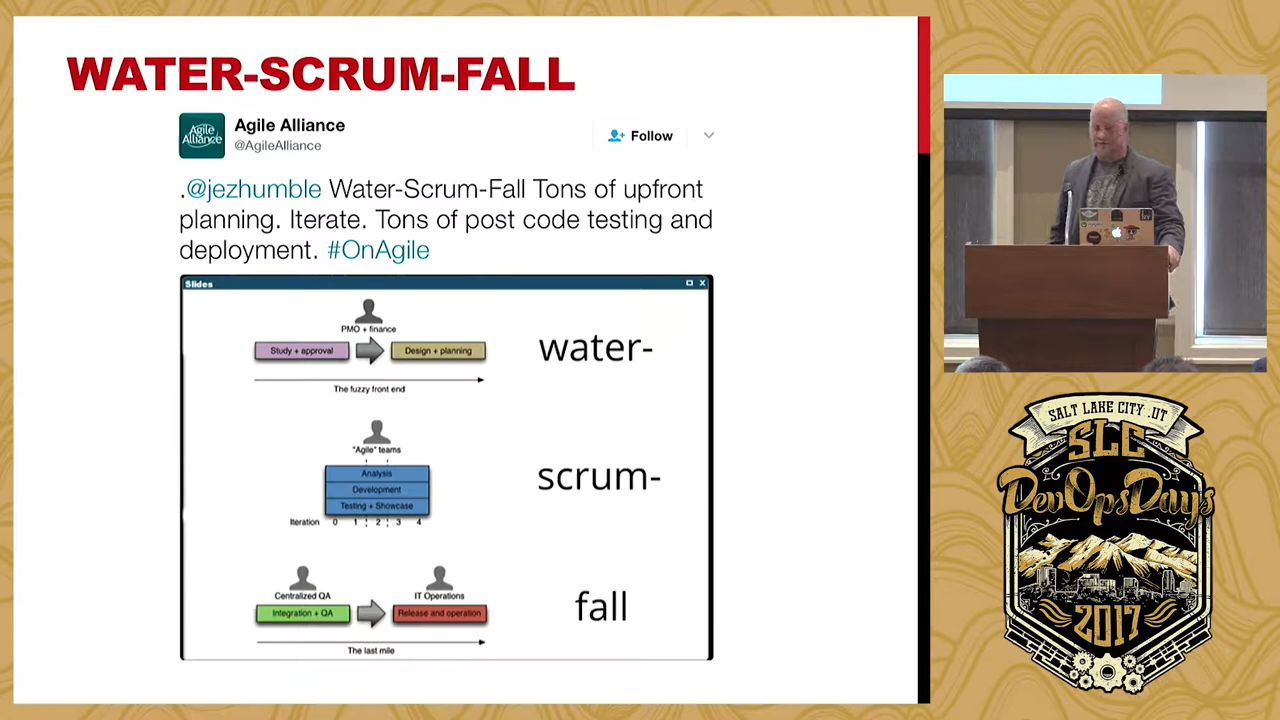 WATER-SCRUM-FALL
Agile Alliance
Agile Alliance
@AgileAlliance
Follow
.@jezhumble Water-Scrum-Fall Tons of upfront
planning. Iterate. Tons of post code testing and
deployment. #OnAgile
Slides
PMO + finance
Study + approval
Design + planning
water-
The fuzzy front end
"Agile" teams
Analysis
Development
Testing + Showcase
scrum-
Iteration 0 1 2 3 4
Centralized QA
IT Operations
Integration + QA
Release and operation
fall
The last mile
SALT LAKE CITY .UT
SLC
DevOpsDays
2017